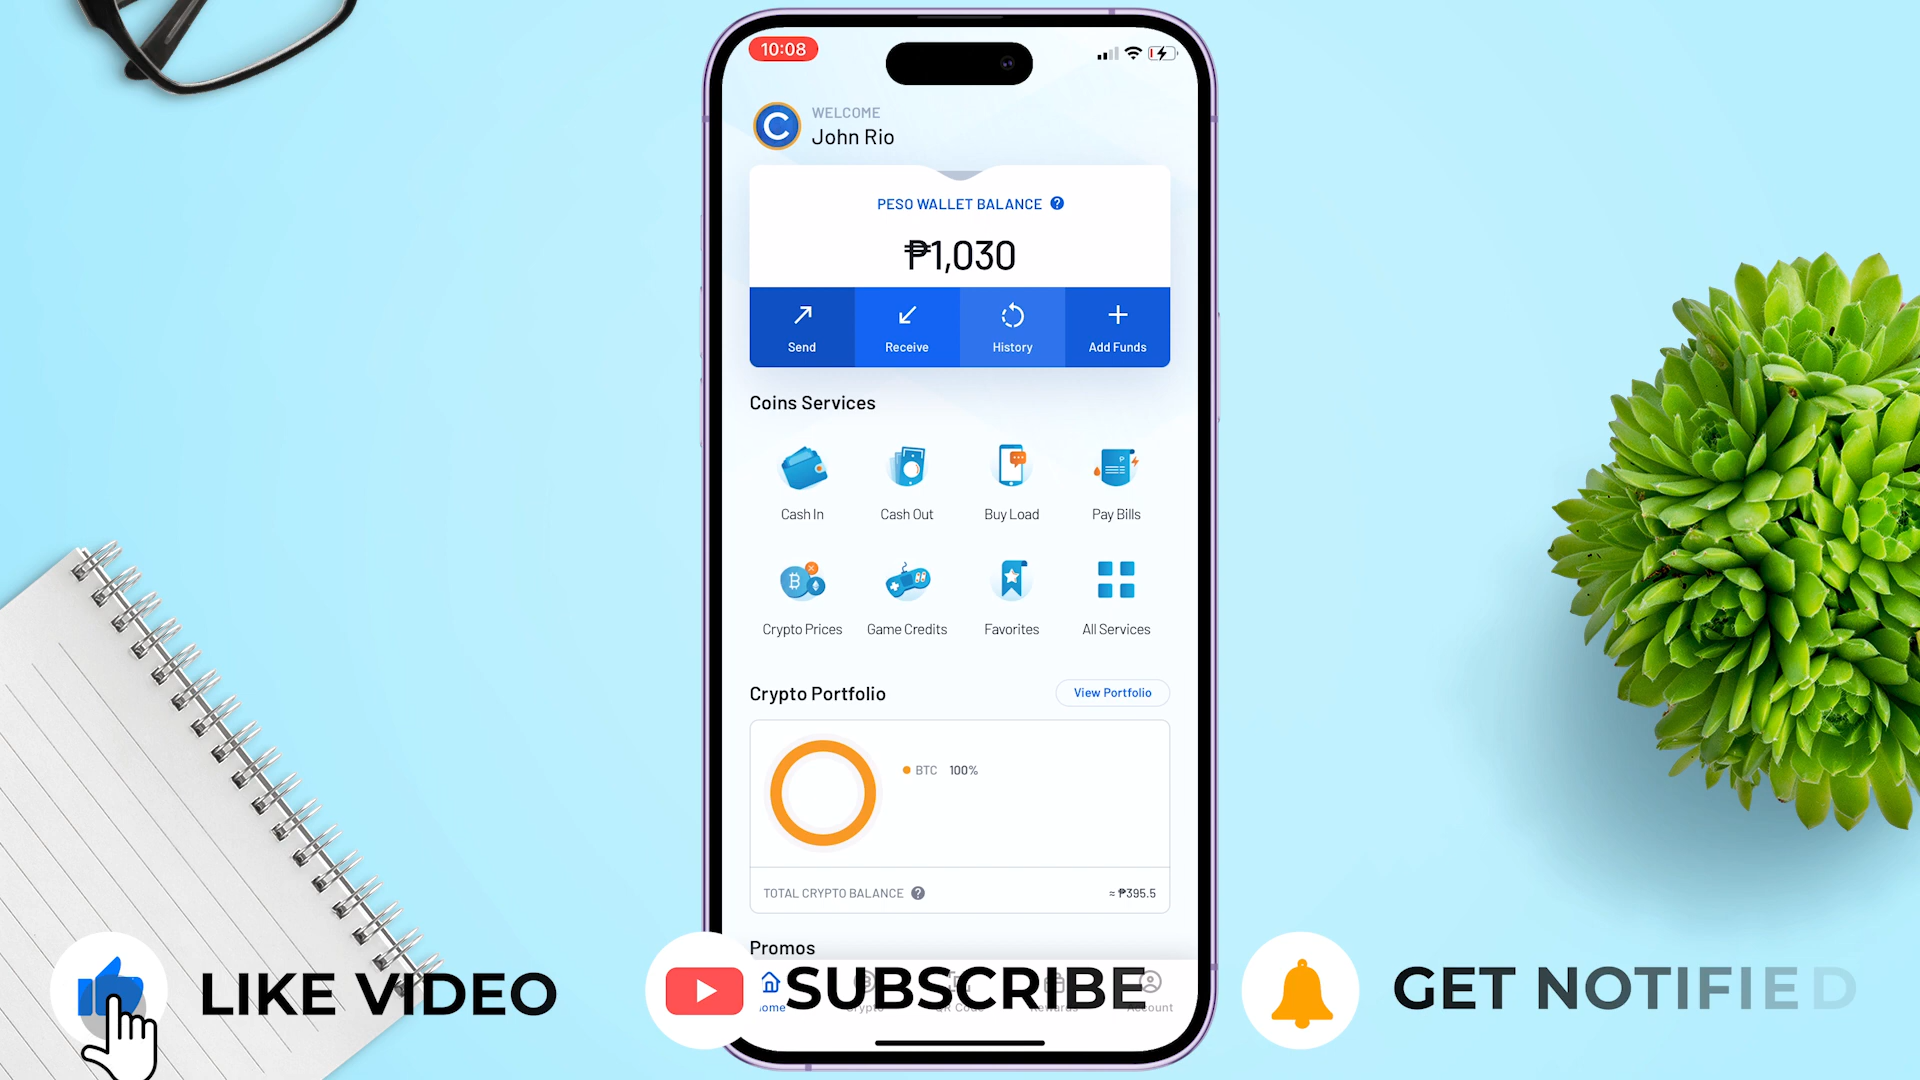 10:08
WELCOME
John Rio
PESO WALLET BALANCE ?
₱1,030
Send Receive History Add Funds
Coins Services
Cash In Cash Out Buy Load Pay Bills
Crypto Prices Game Credits Favorites All Services
Crypto Portfolio View Portfolio
BTC 100%
TOTAL CRYPTO BALANCE ? ≈ ₱395.5
Promos
LIKE VIDEO SUBSCRIBE GET NOTIFIED